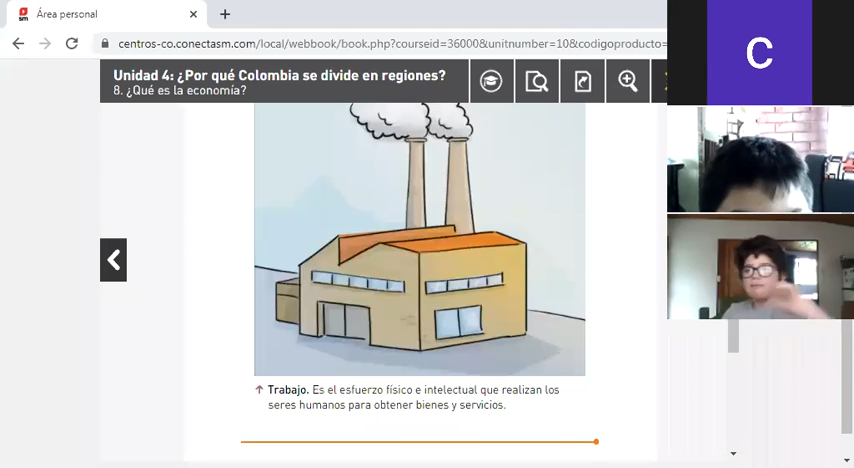 Área personal
centros-co.conectasm.com/local/webbook/book.php?courseid=36000&unitnumber=10&codigoproducto=
Unidad 4: ¿Por qué Colombia se divide en regiones?
8. ¿Qué es la economía?
C
Trabajo. Es el esfuerzo físico e intelectual que realizan los
seres humanos para obtener bienes y servicios.